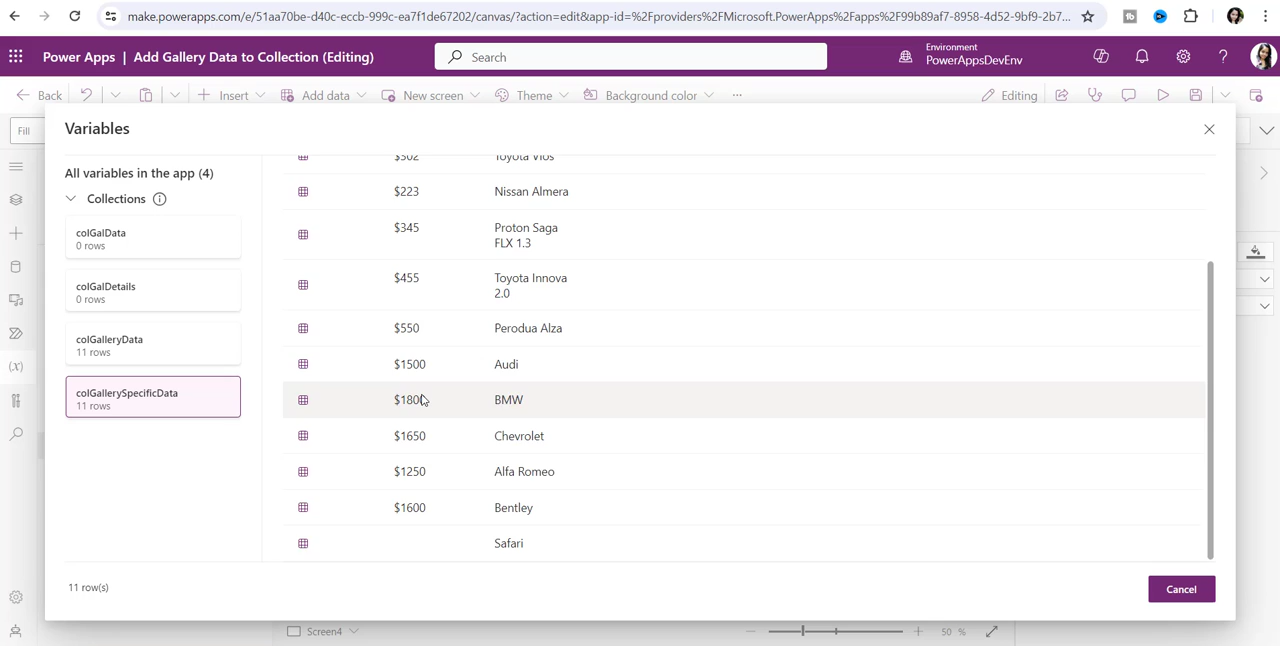 make.powerapps.com/e/51aa70be-d40c-eccb-999c-ea7f1de67202/canvas/?action=edit&app-id=%2Fproviders%2FMicrosoft.PowerApps%2Fapps%2F99b89af7-8958-4d52-9bf9-2b7...
Power Apps | Add Gallery Data to Collection (Editing)
Search
Environment
PowerAppsDevEnv
Back
Insert
Add data
New screen
Theme
Background color
...
Editing
Fill
Variables
All variables in the app (4)
Collections
colGalData
0 rows
colGalDetails
0 rows
colGalleryData
11 rows
colGallerySpecificData
11 rows
$302 Toyota Vios
$223 Nissan Almera
$345 Proton Saga
FLX 1.3
$455 Toyota Innova
2.0
$550 Perodua Alza
$1500 Audi
$1800 BMW
$1650 Chevrolet
$1250 Alfa Romeo
$1600 Bentley
Safari
11 row(s)
Cancel
Screen4
50 %